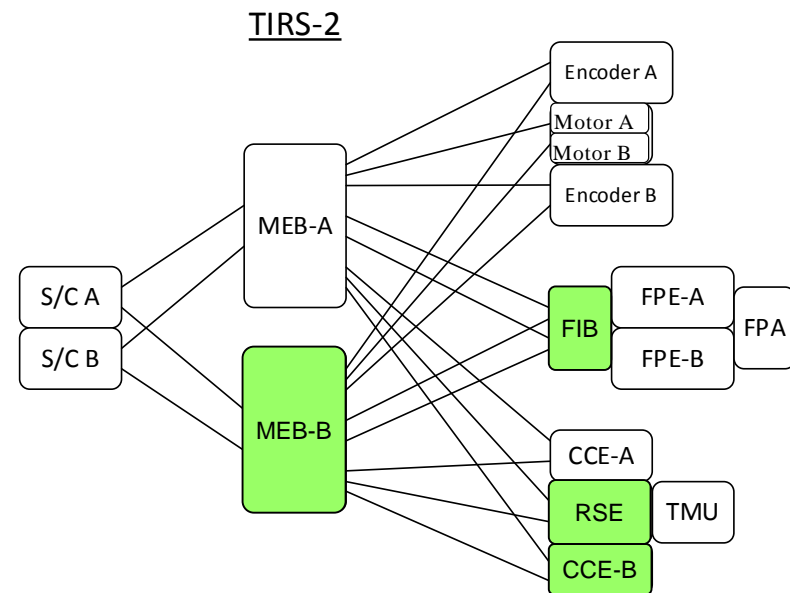 TIRS-2
Encoder A
Motor A
Motor B
Encoder B
MEB-A
S/C A
S/C B
MEB-B
FIB
FPE-A
FPE-B
FPA
CCE-A
RSE
TMU
CCE-B